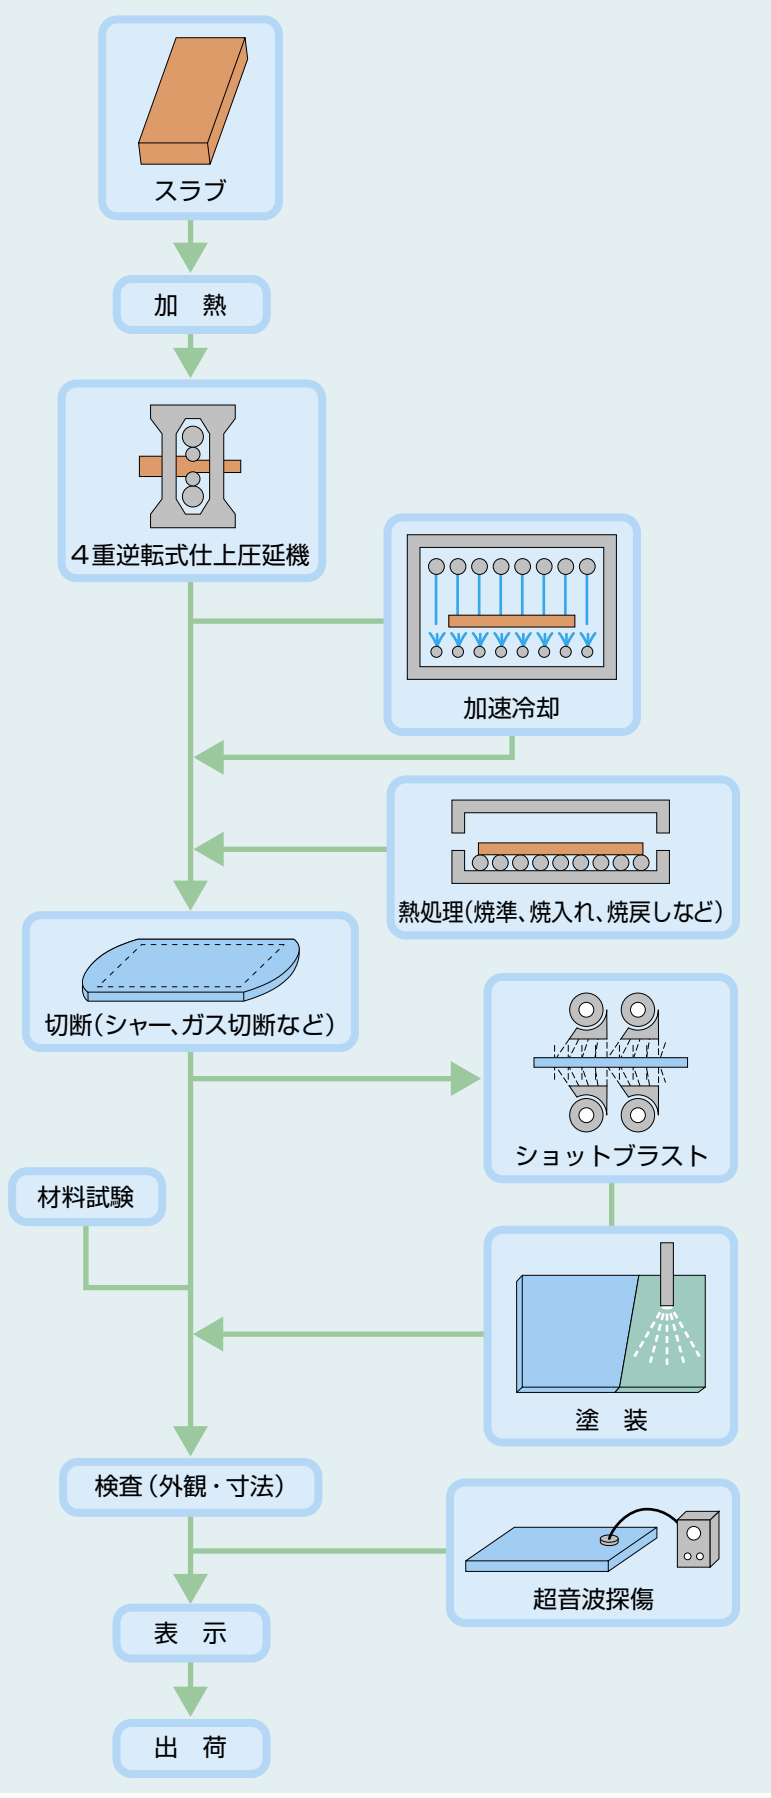 スラブ
加　熱
4重逆転式仕上圧延機
加速冷却
熱処理(焼準、焼入れ、焼戻しなど)
切断(シャー、ガス切断など)
ショットブラスト
材料試験
塗　装
検査(外観・寸法)
超音波探傷
表　示
出　荷